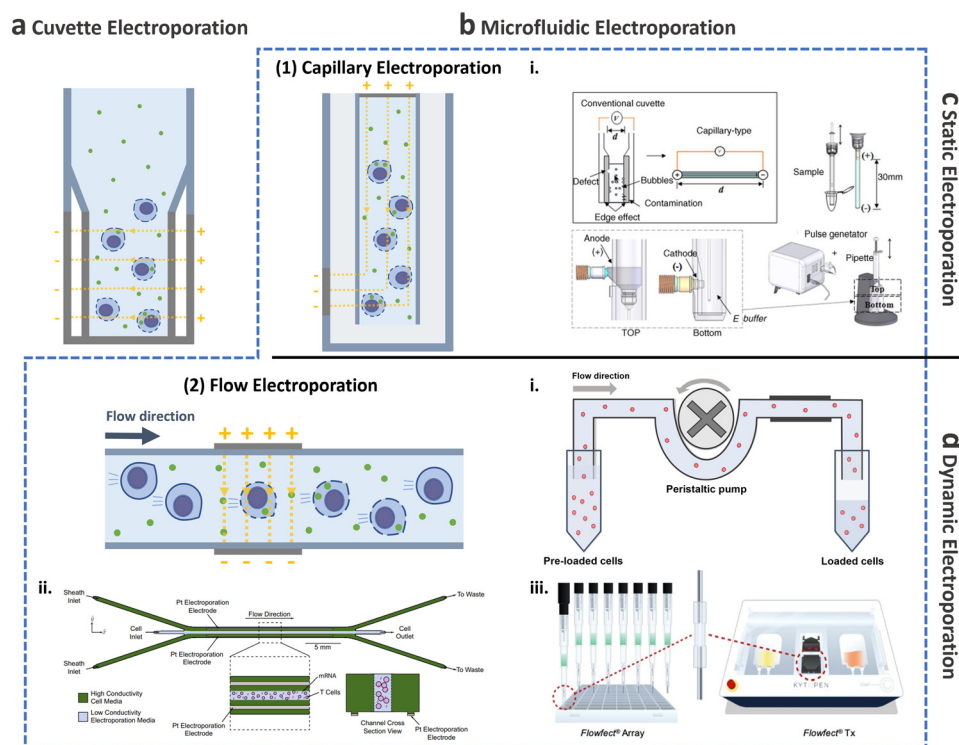 a Cuvette Electroporation
b Microfluidic Electroporation
c Static Electroporation
d Dynamic Electroporation
(1) Capillary Electroporation
+ + +
- + 
- +
- +
- +
-
-
i.
Conventional cuvette
V
d
Capillary-type
V
+ −
d
Defect
Bubbles
Contamination
Edge effect
Sample
(+)
30mm
(-)
Anode
(+)
Cathode
(-)
E buffer
TOP
Bottom
Pulse genetator
+
Pipette
Top
Bottom
(2) Flow Electroporation
Flow direction
+ + + +
- - - -
i.
Flow direction
Peristaltic pump
Pre-loaded cells
Loaded cells
ii.
Sheath
Inlet
Pt Electroporation
Electrode
Flow Direction
To Waste
Cell
Inlet
Cell
Outlet
Pt Electroporation
Electrode
5 mm
Sheath
Inlet
To Waste
mRNA
T Cells
High Conductivity
Cell Media
Low Conductivity
Electroporation Media
Pt Electroporation
Electrode
Channel Cross
Section View
Pt Electroporation
Electrode
iii.
KYTOPEN
Flowfect® Array
Flowfect® Tx